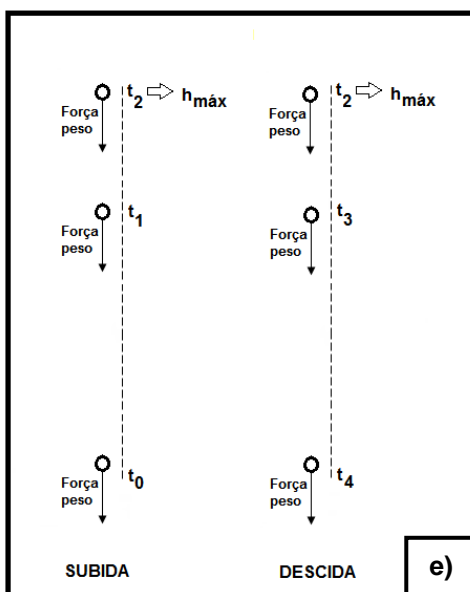 t2 hmáx
Força
peso
t1
Força
peso
t0
Força
peso
SUBIDA
t2 hmáx
Força
peso
t3
Força
peso
t4
Força
peso
DESCIDA
e)